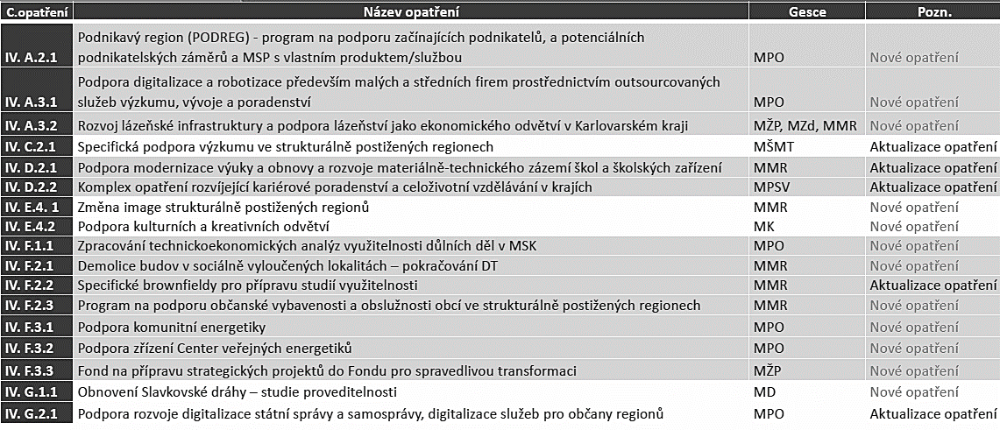 C.opatření Název opatření Gesce Pozn.
Podnikavý region (PODREG) - program na podporu začínajících podnikatelů, a potenciálních
IV. A.2.1 podnikatelských záměrů a MSP s vlastním produktem/službou MPO Nové opatření
Podpora digitalizace a robotizace především malých a středních firem prostřednictvím outsourcovaných
IV. A.3.1 služeb výzkumu, vývoje a poradenství MPO Nové opatření
IV. A.3.2 Rozvoj lázeňské infrastruktury a podpora lázeňství jako ekonomického odvětví v Karlovarském kraji MŽP, MZd, MMR Nové opatření
IV. C.2.1 Specifická podpora výzkumu ve strukturálně postižených regionech MŠMT Aktualizace opatření
IV. D.2.1 Podpora modernizace výuky a obnovy a rozvoje materiálně-technického zázemí škol a školských zařízení MMR Aktualizace opatření
IV. D.2.2 Komplex opatření rozvíjející kariérové poradenství a celoživotní vzdělávání v krajích MPSV Aktualizace opatření
IV. E.4. 1 Změna image strukturálně postižených regionů MMR Nové opatření
IV. E.4.2 Podpora kulturních a kreativních odvětví MK Nové opatření
IV. F.1.1 Zpracování technickoekonomických analýz využitelnosti důlních děl v MSK MPO Nové opatření
IV. F.2.1 Demolice budov v sociálně vyloučených lokalitách – pokračování DT MMR Nové opatření
IV. F.2.2 Specifické brownfieldy pro přípravu studií využitelnosti MMR Aktualizace opatření
IV. F.2.3 Program na podporu občanské vybavenosti a obslužnosti obcí ve strukturálně postižených regionech MMR Nové opatření
IV. F.3.1 Podpora komunitní energetiky MPO Nové opatření
IV. F.3.2 Podpora zřízení Center veřejných energetiků MPO Nové opatření
IV. F.3.3 Fond na přípravu strategických projektů do Fondu pro spravedlivou transformaci MŽP Nové opatření
IV. G.1.1 Obnovení Slavkovské dráhy – studie proveditelnosti MD Nové opatření
IV. G.2.1 Podpora rozvoje digitalizace státní správy a samosprávy, digitalizace služeb pro občany regionů MPO Aktualizace opatření